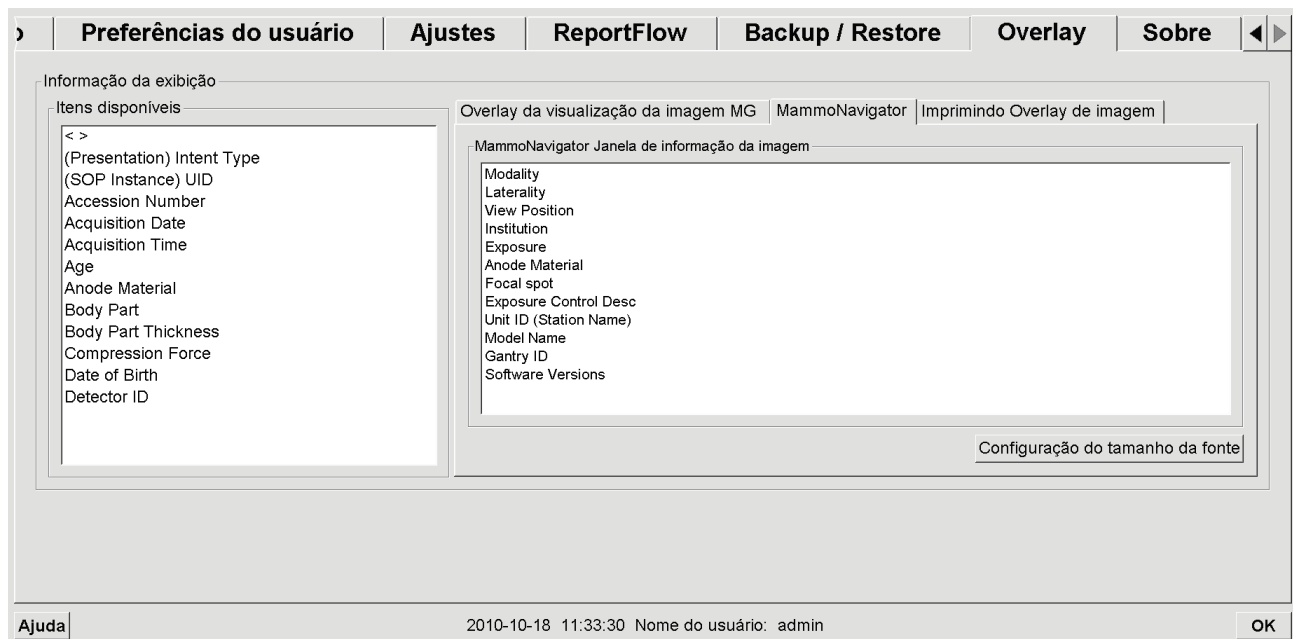 Preferências do usuário
Ajustes
ReportFlow
Backup / Restore
Overlay
Sobre
Informação da exibição
Itens disponíveis
< >
(Presentation) Intent Type
(SOP Instance) UID
Accession Number
Acquisition Date
Acquisition Time
Age
Anode Material
Body Part
Body Part Thickness
Compression Force
Date of Birth
Detector ID
Overlay da visualização da imagem MG
MammoNavigator
Imprimindo Overlay de imagem
MammoNavigator Janela de informação da imagem
Modality
Laterality
View Position
Institution
Exposure
Anode Material
Focal spot
Exposure Control Desc
Unit ID (Station Name)
Model Name
Gantry ID
Software Versions
Configuração do tamanho da fonte
Ajuda
2010-10-18 11:33:30 Nome do usuário: admin
OK